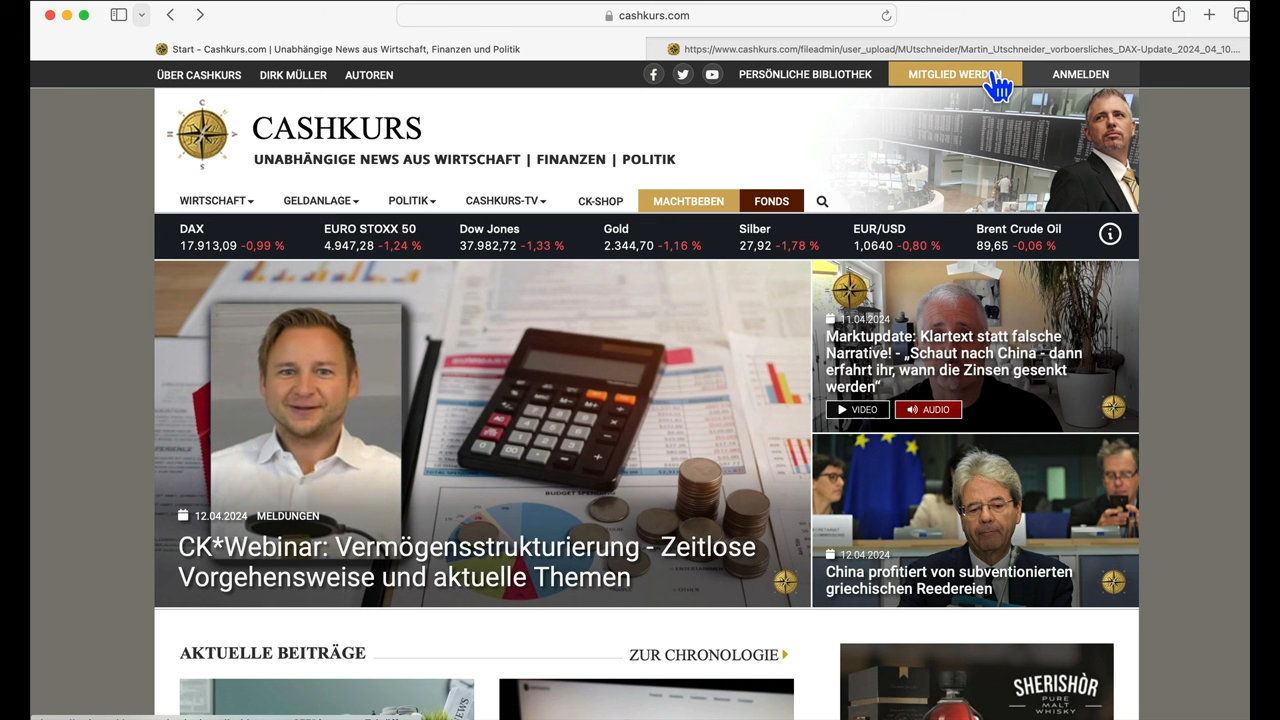 cashkurs.com
Start - Cashkurs.com | Unabhängige News aus Wirtschaft, Finanzen und Politik
https://www.cashkurs.com/fileadmin/user_upload/MUtschneider/Martin_Utschneider_vorboersliches_DAX-Update_2024_04_10....
ÜBER CASHKURS DIRK MÜLLER AUTOREN PERSÖNLICHE BIBLIOTHEK MITGLIED WERDEN ANMELDEN
CASHKURS
UNABHÄNGIGE NEWS AUS WIRTSCHAFT | FINANZEN | POLITIK
WIRTSCHAFT GELDANLAGE POLITIK CASHKURS-TV CK-SHOP MACHTBEBEN FONDS
DAX EURO STOXX 50 Dow Jones Gold Silber EUR/USD Brent Crude Oil
17.913,09 -0,99 % 4.947,28 -1,24 % 37.982,72 -1,33 % 2.344,70 -1,16 % 27,92 -1,78 % 1,0640 -0,80 % 89,65 -0,06 %
12.04.2024 MELDUNGEN
CK*Webinar: Vermögensstrukturierung - Zeitlose
Vorgehensweise und aktuelle Themen
11.04.2024
Marktupdate: Klartext statt falsche
Narrative! - „Schaut nach China - dann
erfahrt ihr, wann die Zinsen gesenkt
werden“
VIDEO AUDIO
12.04.2024
China profitiert von subventionierten
griechischen Reedereien
AKTUELLE BEITRÄGE
ZUR CHRONOLOGIE
SHERISHÒR
PURE
MALT
WHISKY
NEWS